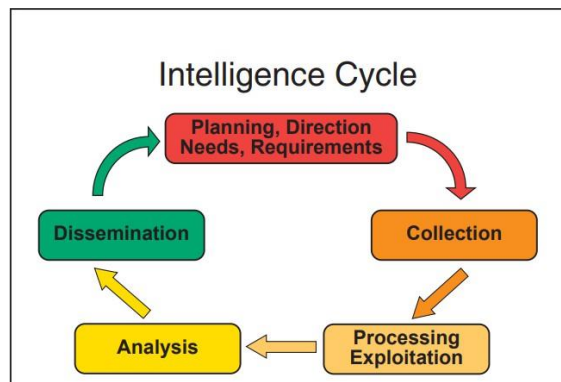 Intelligence Cycle
Planning, Direction
Needs, Requirements
Collection
Processing
Exploitation
Analysis
Dissemination